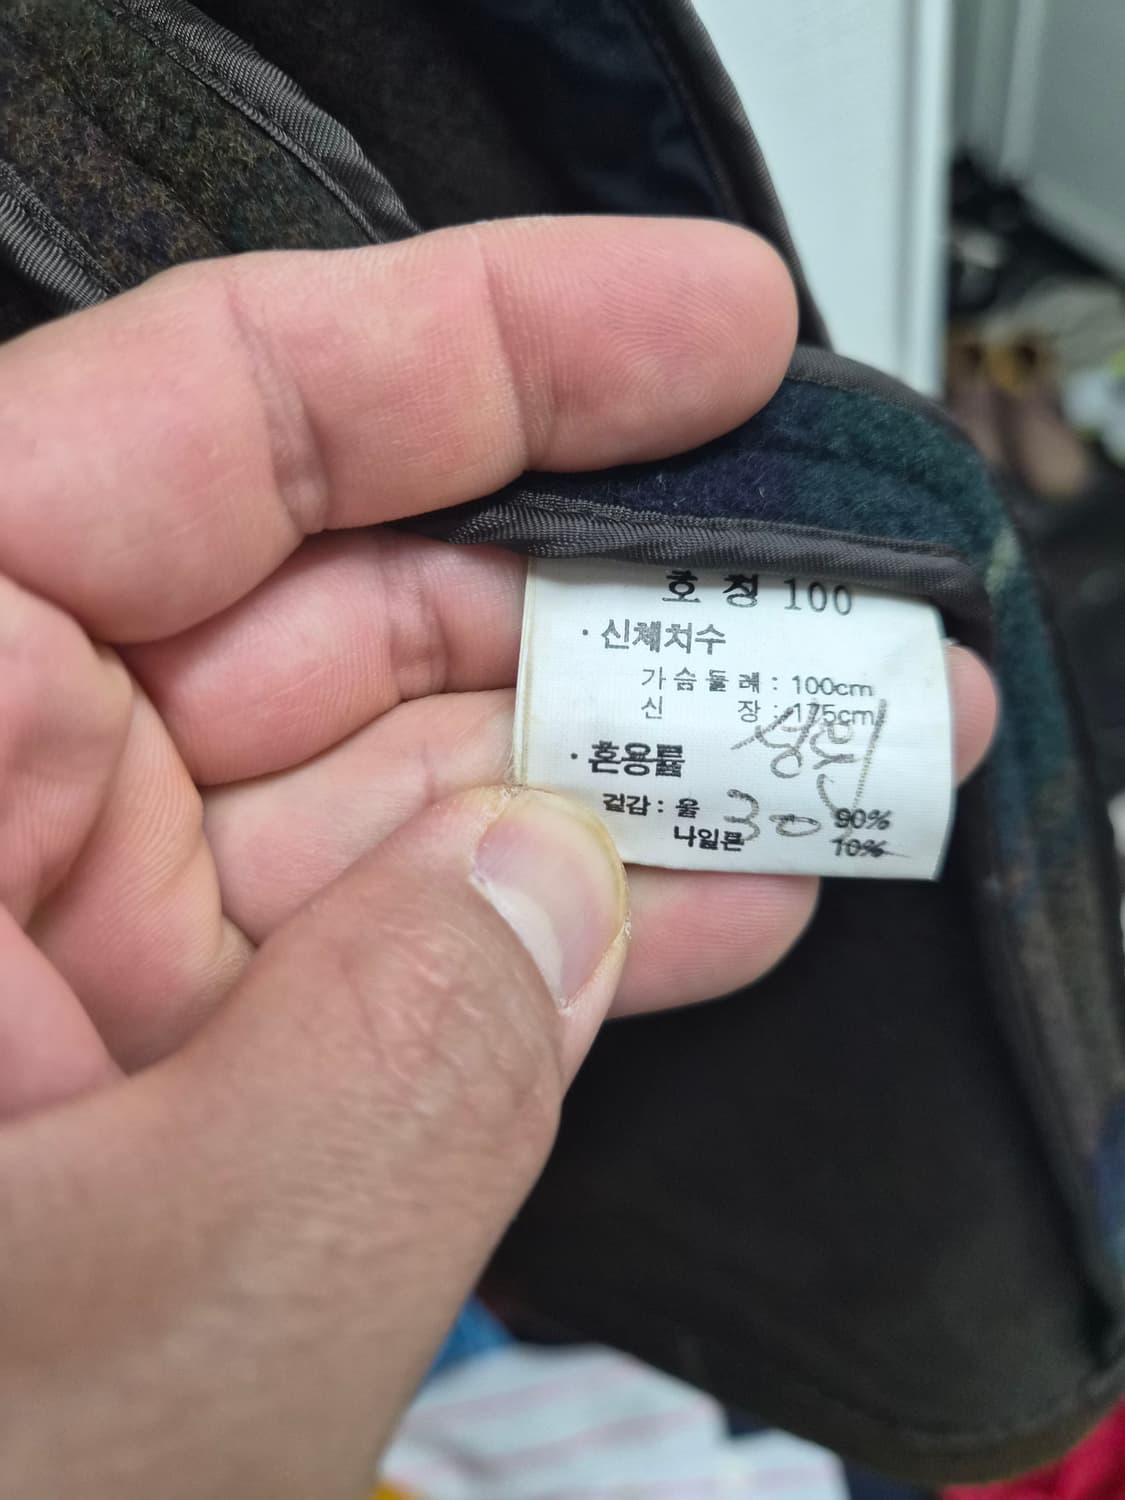 호 칭 100
· 신체치수
가슴둘레 : 100cm
신 장 : 175cm
· 혼용률
겉감 : 울 90%
나일론 10%
30